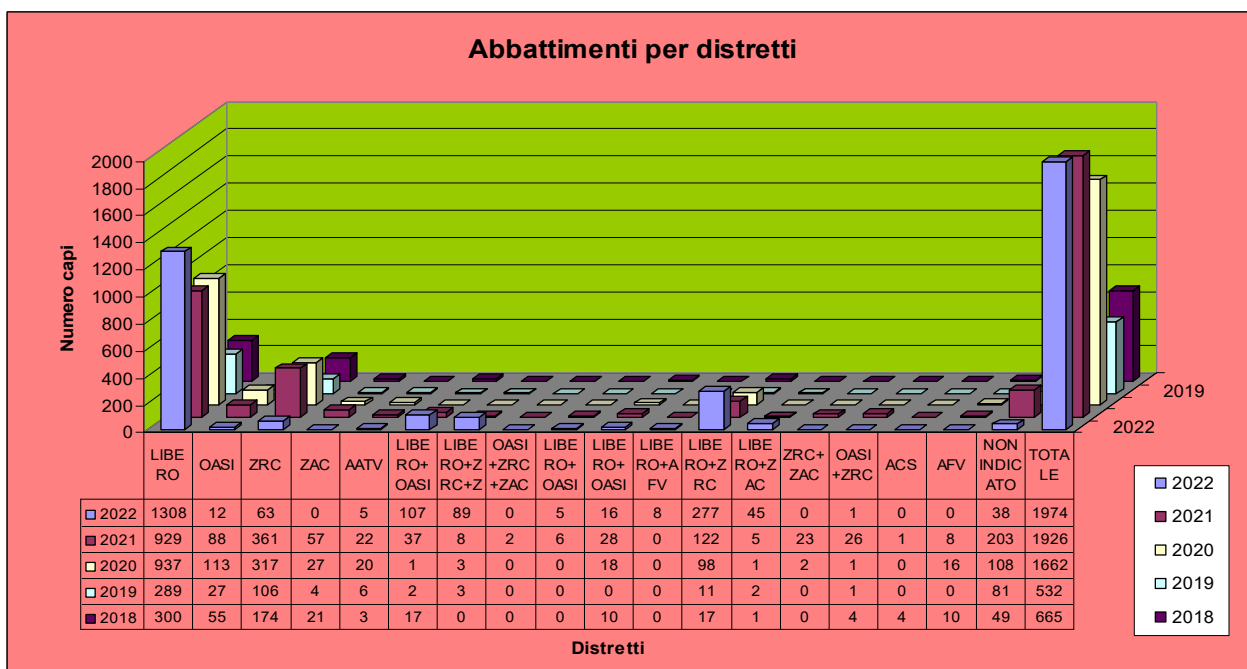 Abbattimenti per distretti
Numero capi
2000
1800
1600
1400
1200
1000
800
600
400
200
0
2019
2022
LIBE
RO
OASI
ZRC
ZAC
AATV
LIBE
RO+
OASI
LIBE
RO+Z
RC+Z
OASI
+ZRC
+ZAC
LIBE
RO+
OASI
LIBE
RO+
OASI
LIBE
RO+A
FV
LIBE
RO+Z
RC
LIBE
RO+Z
AC
ZRC+
ZAC
OASI
+ZRC
ACS
AFV
NON
INDIC
ATO
TOTA
LE
2022 1308 12 63 0 5 107 89 0 5 16 8 277 45 0 1 0 0 38 1974
2021 929 88 361 57 22 37 8 2 6 28 0 122 5 23 26 1 8 203 1926
2020 937 113 317 27 20 1 3 0 0 18 0 98 1 2 1 0 16 108 1662
2019 289 27 106 4 6 2 3 0 0 0 0 11 2 0 1 0 0 81 532
2018 300 55 174 21 3 17 0 0 0 10 0 17 1 0 4 4 10 49 665
Distretti
2022
2021
2020
2019
2018